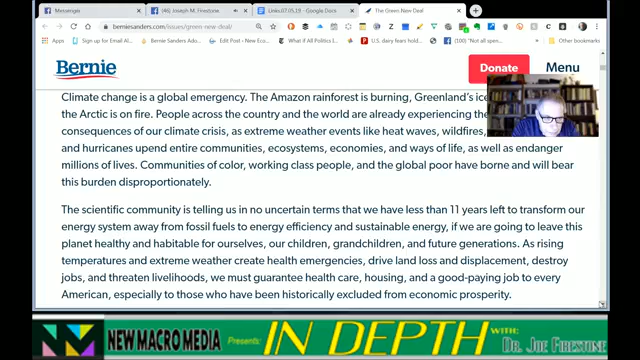 Metwringin
(46) Joseph M. Firestone
Links.07.05.19 - Google Docs
The Green New Deal
berniesanders.com/issues/green-new-deal/
Apps
Sign up for Email Al
Bernie Sanders Ado
Edit Post ‹ New Eco
What if All Politics L
U.S. dairy fears hold
(100) "Not all spen
Other bookmarks
Bernie
Donate
Menu
Climate change is a global emergency. The Amazon rainforest is burning, Greenland's ice
the Arctic is on fire. People across the country and the world are already experiencing the
consequences of our climate crisis, as extreme weather events like heat waves, wildfires,
and hurricanes upend entire communities, ecosystems, economies, and ways of life, as well as endanger
millions of lives. Communities of color, working class people, and the global poor have borne and will bear
this burden disproportionately.
The scientific community is telling us in no uncertain terms that we have less than 11 years left to transform our
energy system away from fossil fuels to energy efficiency and sustainable energy, if we are going to leave this
planet healthy and habitable for ourselves, our children, grandchildren, and future generations. As rising
temperatures and extreme weather create health emergencies, drive land loss and displacement, destroy
jobs, and threaten livelihoods, we must guarantee health care, housing, and a good-paying job to every
American, especially to those who have been historically excluded from economic prosperity.
NEW MACRO MEDIA Presents: IN DEPTH WITH: DR. JOE FIRESTONE